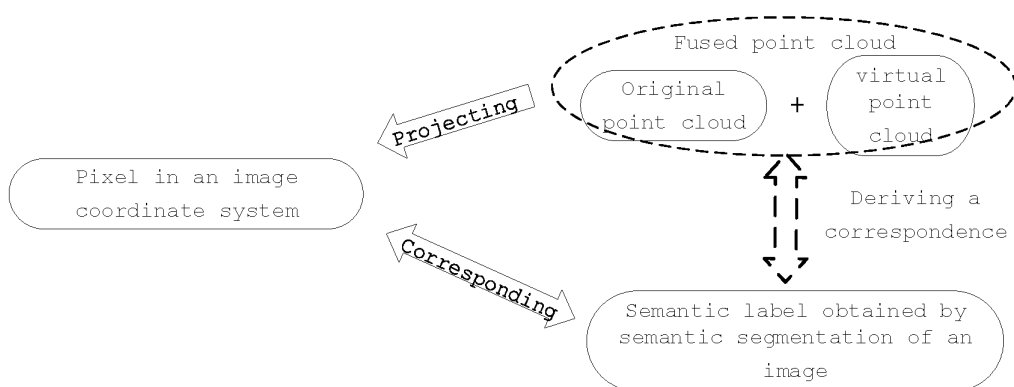 Fused point cloud
Original
point cloud
+
virtual
point
cloud
Projecting
Pixel in an image
coordinate system
Deriving a
correspondence
Corresponding
Semantic label obtained by
semantic segmentation of an
image